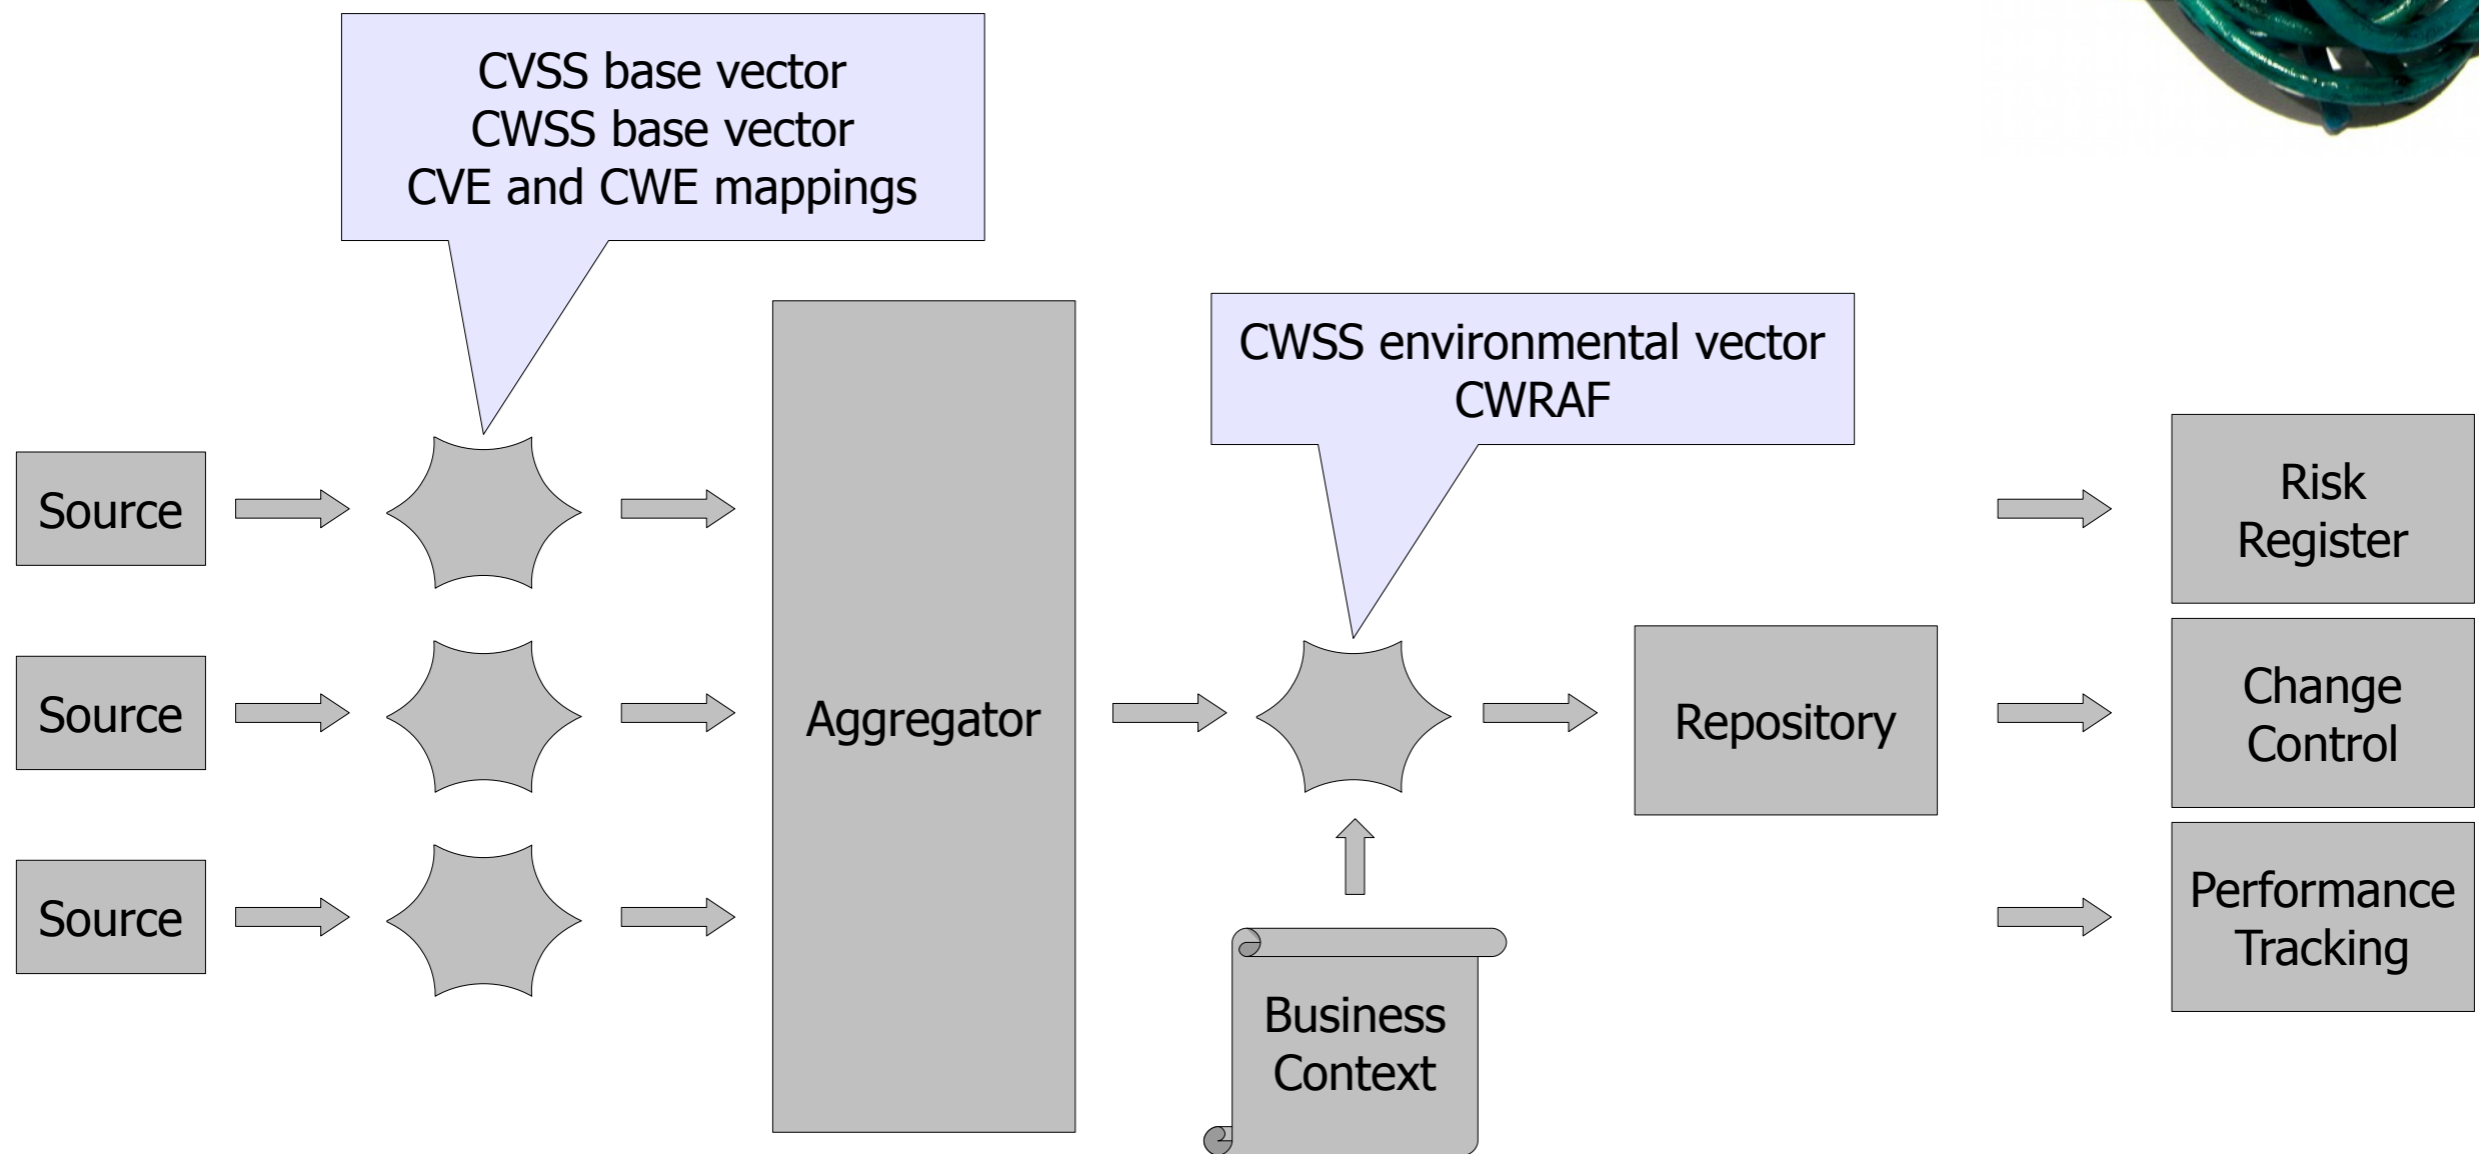 CVSS base vector
CWSS base vector
CVE and CWE mappings
CWSS environmental vector
CWRAF
Source
Source
Source
Aggregator
Repository
Business
Context
Risk
Register
Change
Control
Performance
Tracking